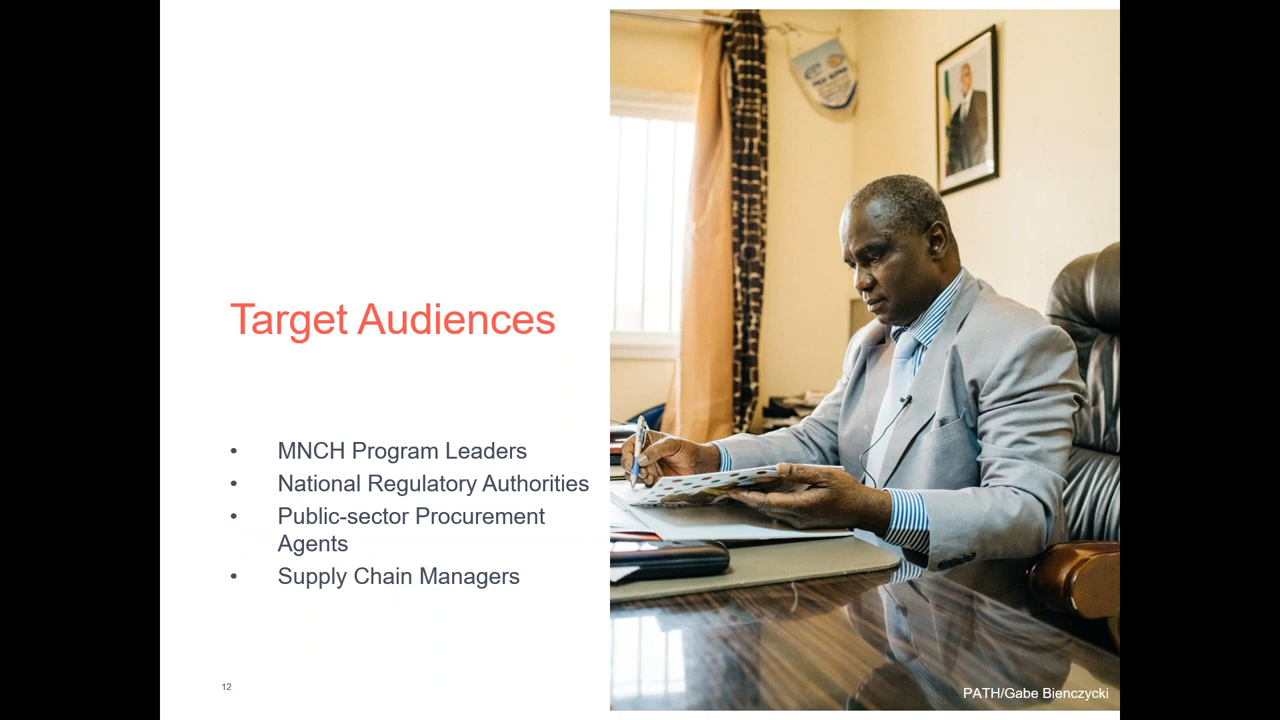 Target Audiences
• MNCH Program Leaders
• National Regulatory Authorities
• Public-sector Procurement
Agents
• Supply Chain Managers
12
PATH/Gabe Bienczycki